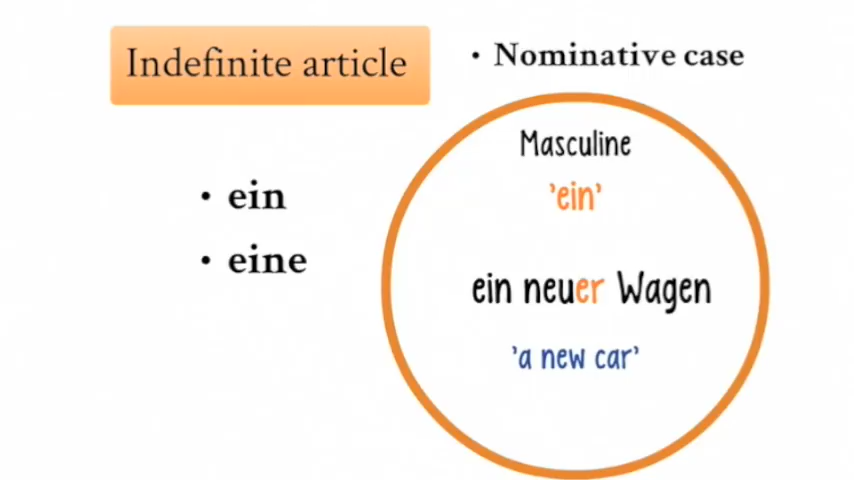 Indefinite article
• Nominative case
• ein
• eine
Masculine
'ein'
ein neuer Wagen
'a new car'